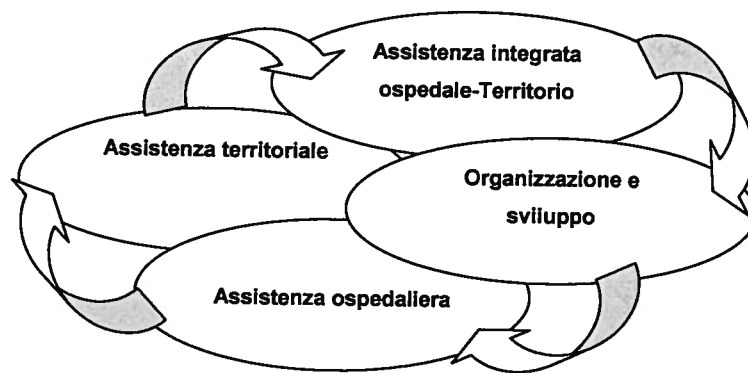 Assistenza integrata
ospedale-Territorio
Assistenza territoriale
Organizzazione e
sviluppo
Assistenza ospedaliera